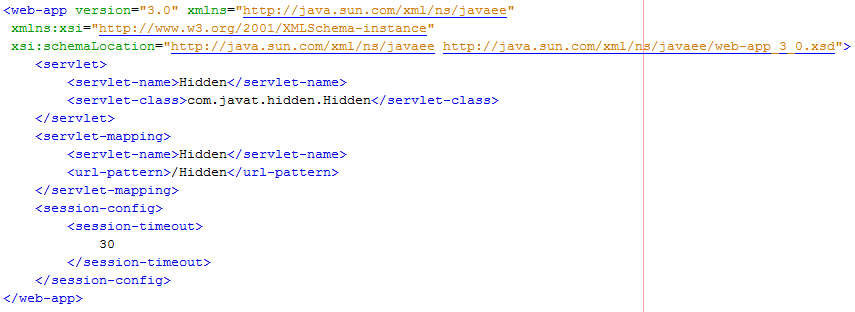 <web-app version="3.0" xmlns="http://java.sun.com/xml/ns/javaee"
 xmlns:xsi="http://www.w3.org/2001/XMLSchema-instance"
 xsi:schemaLocation="http://java.sun.com/xml/ns/javaee http://java.sun.com/xml/ns/javaee/web-app_3_0.xsd">
    <servlet>
        <servlet-name>Hidden</servlet-name>
        <servlet-class>com.javat.hidden.Hidden</servlet-class>
    </servlet>
    <servlet-mapping>
        <servlet-name>Hidden</servlet-name>
        <url-pattern>/Hidden</url-pattern>
    </servlet-mapping>
    <session-config>
        <session-timeout>
            30
        </session-timeout>
    </session-config>
</web-app>